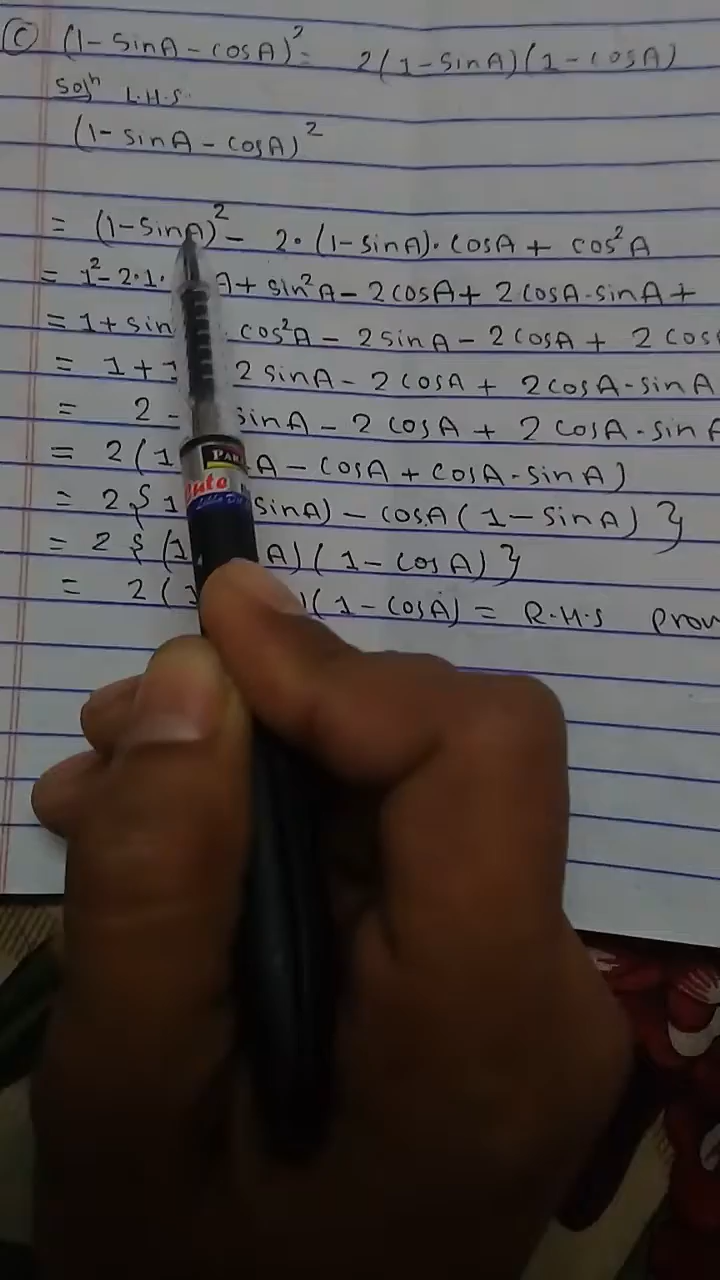 (c) (1-sinA-cosA)²= 2(1-sinA)(1-cosA)
Solⁿ L.H.S.
(1-sinA-cosA)²
= (1-sinA)²- 2·(1-sinA)·cosA+ cos²A
= 1²-2·1· A+sin²A-2cosA+ 2cosA·sinA+
=1+sin cos²A-2sinA-2cosA+ 2cos
= 1+ 2sinA-2cosA+ 2cosA-sinA
= 2- sinA-2cosA+ 2cosA·sinA
= 2(1 A-cosA+cosA·sinA)
= 2{1 sinA)-cosA(1-sinA)}
= 2{(1 A)(1-cosA)}
= 2( )(1-cosA)= R.H.S prov